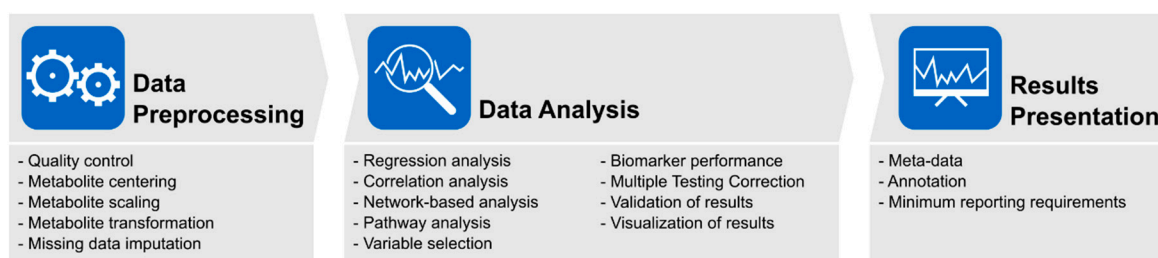 Data
Preprocessing
- Quality control
- Metabolite centering
- Metabolite scaling
- Metabolite transformation
- Missing data imputation
Data Analysis
- Regression analysis
- Correlation analysis
- Network-based analysis
- Pathway analysis
- Variable selection
- Biomarker performance
- Multiple Testing Correction
- Validation of results
- Visualization of results
Results
Presentation
- Meta-data
- Annotation
- Minimum reporting requirements